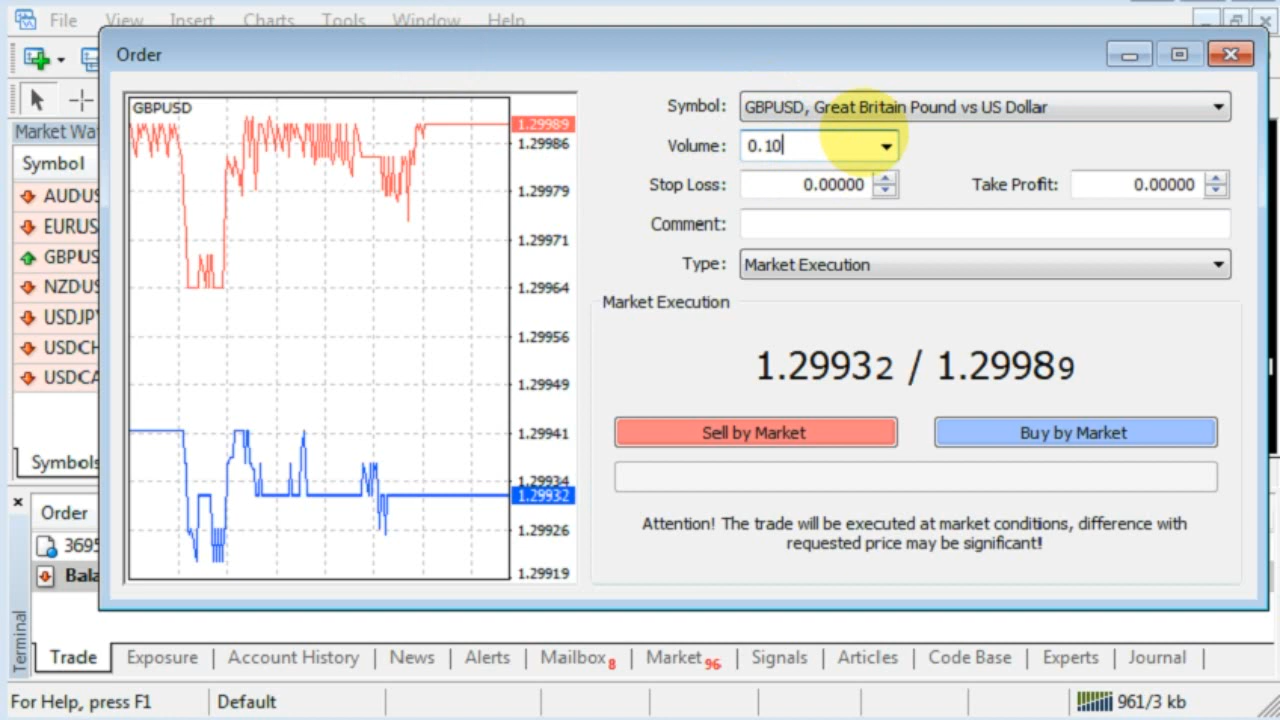 File View Insert Charts Tools Window Help
Order
Market Wa
Symbol
AUDUS
EURUS
GBPUS
NZDUS
USDJP
USDCH
USDCA
Symbols
GBPUSD
1.29989
1.29986
1.29979
1.29971
1.29964
1.29956
1.29949
1.29941
1.29934
1.29932
1.29926
1.29919
Symbol: GBPUSD, Great Britain Pound vs US Dollar
Volume: 0.10
Stop Loss: 0.00000 Take Profit: 0.00000
Comment:
Type: Market Execution
Market Execution
1.29932 / 1.29989
Sell by Market Buy by Market
Attention! The trade will be executed at market conditions, difference with
requested price may be significant!
Order
3695
Bala
Terminal
Trade Exposure Account History News Alerts Mailbox 8 Market 96 Signals Articles Code Base Experts Journal
For Help, press F1 Default 961/3 kb